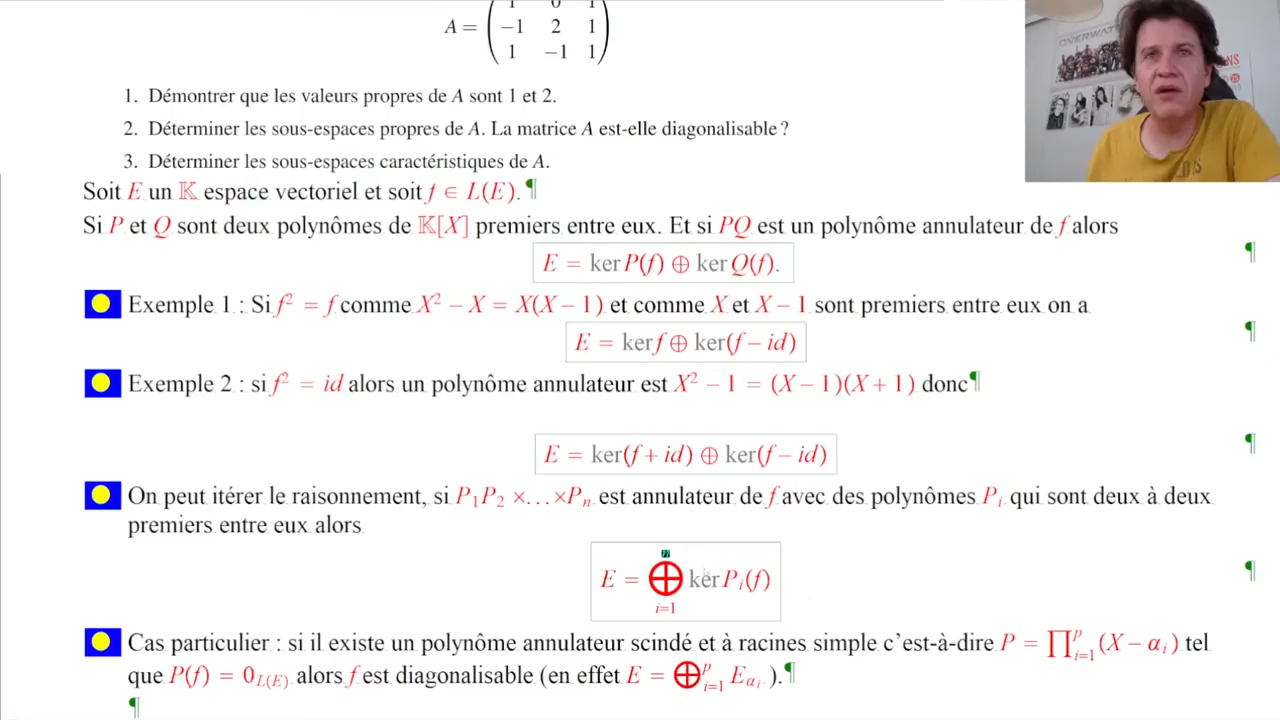 A = ( 1 0 1
−1 2 1
1 −1 1 )
1. Démontrer que les valeurs propres de A sont 1 et 2.
2. Déterminer les sous-espaces propres de A. La matrice A est-elle diagonalisable ?
3. Déterminer les sous-espaces caractéristiques de A.
Soit E un 𝕂 espace vectoriel et soit f ∈ L(E).¶
Si P et Q sont deux polynômes de 𝕂[X] premiers entre eux. Et si PQ est un polynôme annulateur de f alors
E = ker P(f) ⊕ ker Q(f). ¶
Exemple 1 : Si f² = f comme X² − X = X(X − 1) et comme X et X − 1 sont premiers entre eux on a
E = ker f ⊕ ker(f − id) ¶
Exemple 2 : si f² = id alors un polynôme annulateur est X² − 1 = (X − 1)(X + 1) donc¶
E = ker(f + id) ⊕ ker(f − id) ¶
On peut itérer le raisonnement, si P₁P₂ ×…×Pₙ est annulateur de f avec des polynômes Pᵢ qui sont deux à deux
premiers entre eux alors
E = ⊕ᵢ₌₁ⁿ ker Pᵢ(f) ¶
Cas particulier : si il existe un polynôme annulateur scindé et à racines simple c'est-à-dire P = ∏ᵢ₌₁ᵖ (X − αᵢ) tel
que P(f) = 0_{L(E)} alors f est diagonalisable (en effet E = ⊕ᵢ₌₁ᵖ E_{αᵢ} ).¶
¶
OVERWATCH